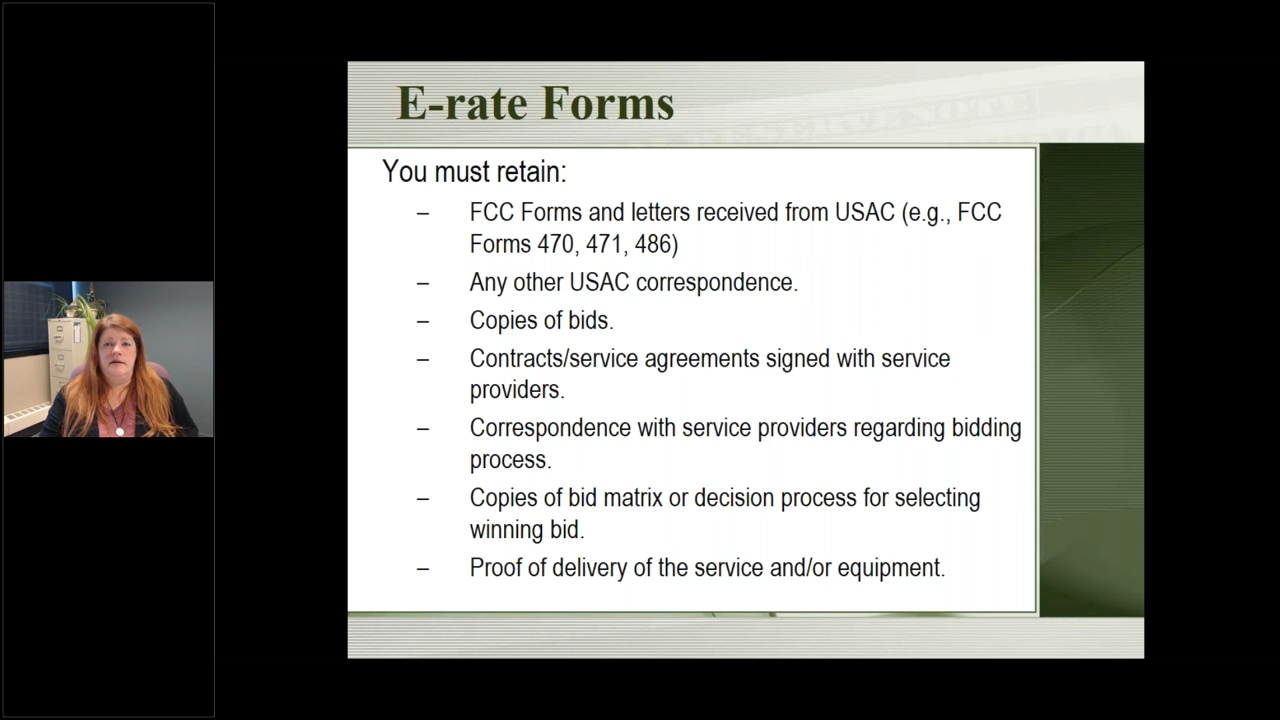 E-rate Forms
You must retain:
– FCC Forms and letters received from USAC (e.g., FCC
Forms 470, 471, 486)
– Any other USAC correspondence.
– Copies of bids.
– Contracts/service agreements signed with service
providers.
– Correspondence with service providers regarding bidding
process.
– Copies of bid matrix or decision process for selecting
winning bid.
– Proof of delivery of the service and/or equipment.